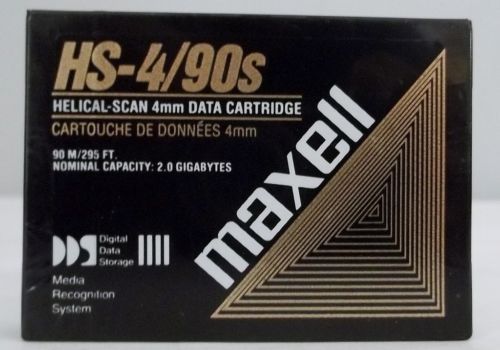 HS-4/90s
HELICAL-SCAN 4mm DATA CARTRIDGE
CARTOUCHE DE DONNÉES 4mm
90 M/295 FT.
NOMINAL CAPACITY: 2.0 GIGABYTES
maxell
DDS
Digital
Data
Storage
Media
Recognition
System